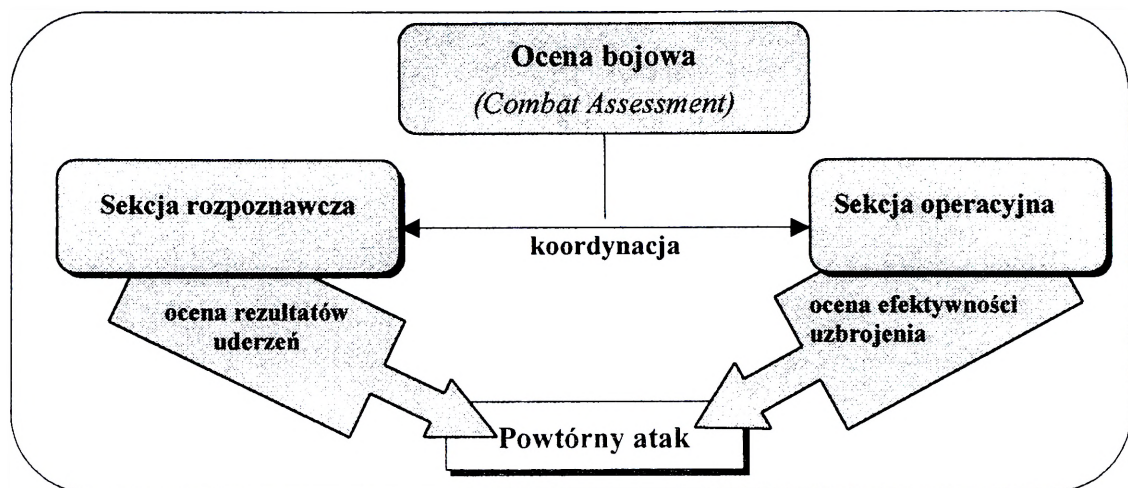 Ocena bojowa
(Combat Assessment)
Sekcja rozpoznawcza
Sekcja operacyjna
koordynacja
ocena rezultatów
uderzeń
ocena efektywności
uzbrojenia
Powtórny atak